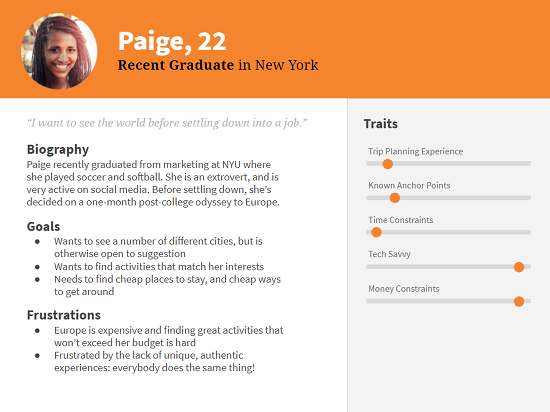 Paige, 22
Recent Graduate in New York
“I want to see the world before settling down into a job.”
Biography
Paige recently graduated from marketing at NYU where
she played soccer and softball. She is an extrovert, and is
very active on social media. Before settling down, she’s
decided on a one-month post-college odyssey to Europe.
Goals
● Wants to see a number of different cities, but is
otherwise open to suggestion
● Wants to find activities that match her interests
● Needs to find cheap places to stay, and cheap ways
to get around
Frustrations
● Europe is expensive and finding great activities that
won’t exceed her budget is hard
● Frustrated by the lack of unique, authentic
experiences: everybody does the same thing!
Traits
Trip Planning Experience
Known Anchor Points
Time Constraints
Tech Savvy
Money Constraints